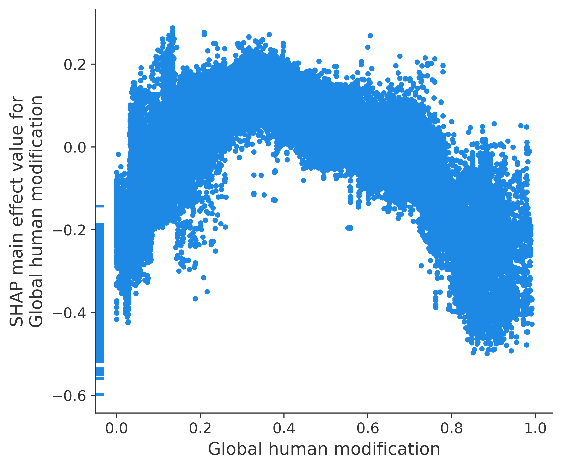 SHAP main effect value for
Global human modification
0.2
0.0
−0.2
−0.4
−0.6
0.0 0.2 0.4 0.6 0.8 1.0
Global human modification